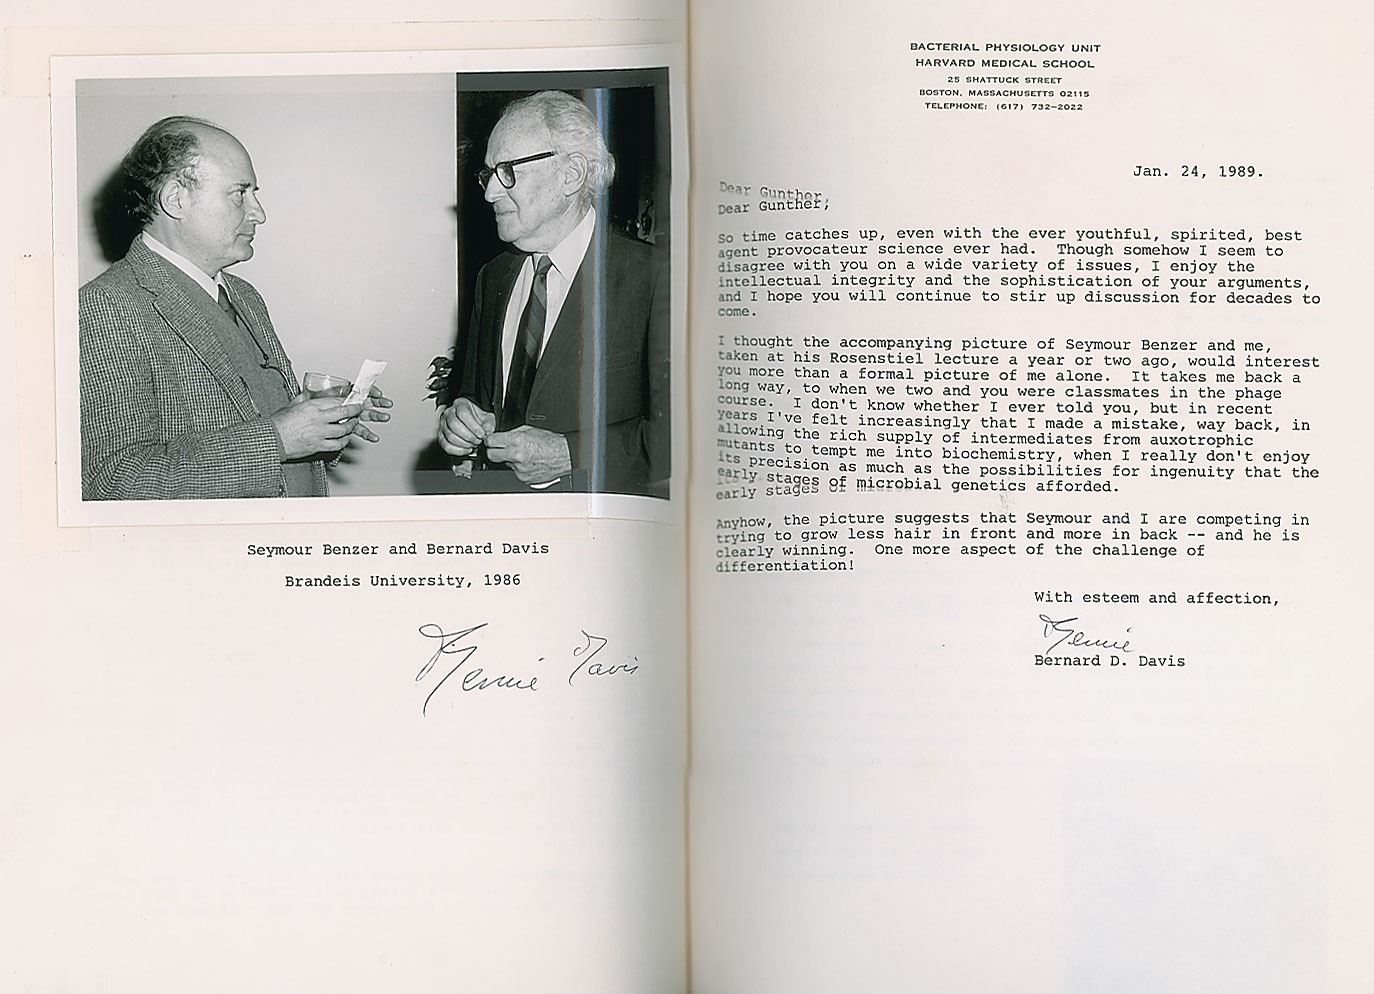 Seymour Benzer and Bernard Davis
Brandeis University, 1986
Bernie Davis
BACTERIAL PHYSIOLOGY UNIT
HARVARD MEDICAL SCHOOL
25 SHATTUCK STREET
BOSTON, MASSACHUSETTS 02115
TELEPHONE: (617) 732-2022
Jan. 24, 1989.
Dear Gunther,
Dear Gunther;
So time catches up, even with the ever youthful, spirited, best
agent provocateur science ever had.  Though somehow I seem to
disagree with you on a wide variety of issues, I enjoy the
intellectual integrity and the sophistication of your arguments,
and I hope you will continue to stir up discussion for decades to
come.
I thought the accompanying picture of Seymour Benzer and me,
taken at his Rosenstiel lecture a year or two ago, would interest
you more than a formal picture of me alone.  It takes me back a
long way, to when we two and you were classmates in the phage
course.  I don't know whether I ever told you, but in recent
years I've felt increasingly that I made a mistake, way back, in
allowing the rich supply of intermediates from auxotrophic
mutants to tempt me into biochemistry, when I really don't enjoy
its precision as much as the possibilities for ingenuity that the
early stages of microbial genetics afforded.
early stages of
Anyhow, the picture suggests that Seymour and I are competing in
trying to grow less hair in front and more in back -- and he is
clearly winning.  One more aspect of the challenge of
differentiation!
With esteem and affection,
Bernie
Bernard D. Davis